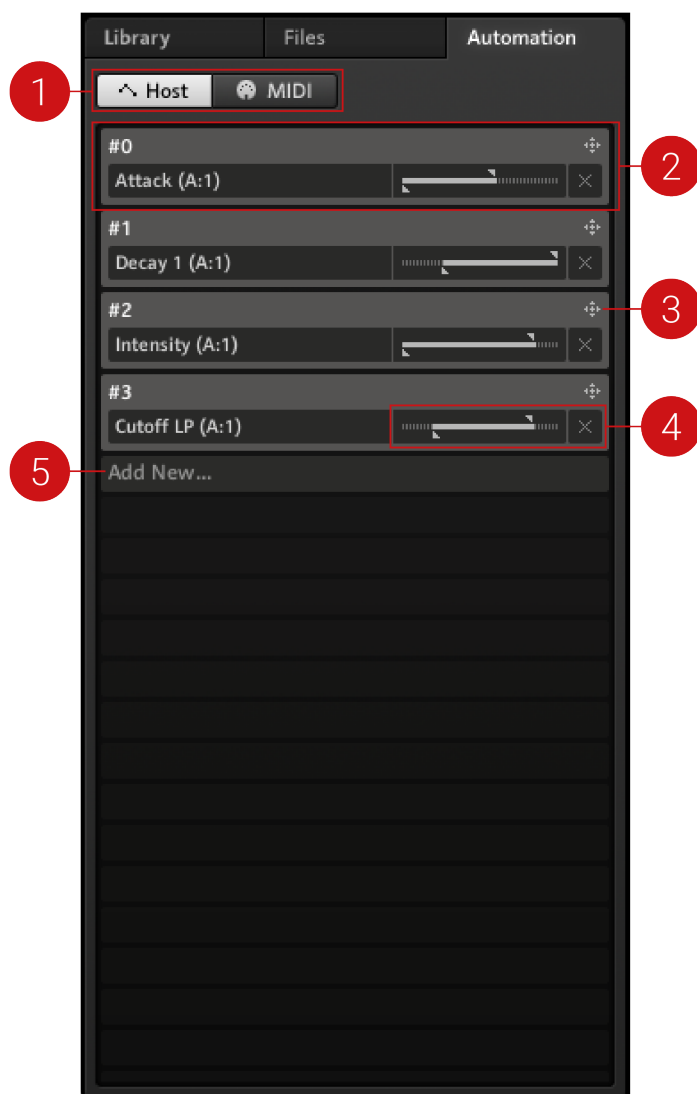 Library Files Automation
1 Host MIDI
#0
Attack (A:1)
2
#1
Decay 1 (A:1)
#2
3
Intensity (A:1)
#3
Cutoff LP (A:1)
4
5 Add New...